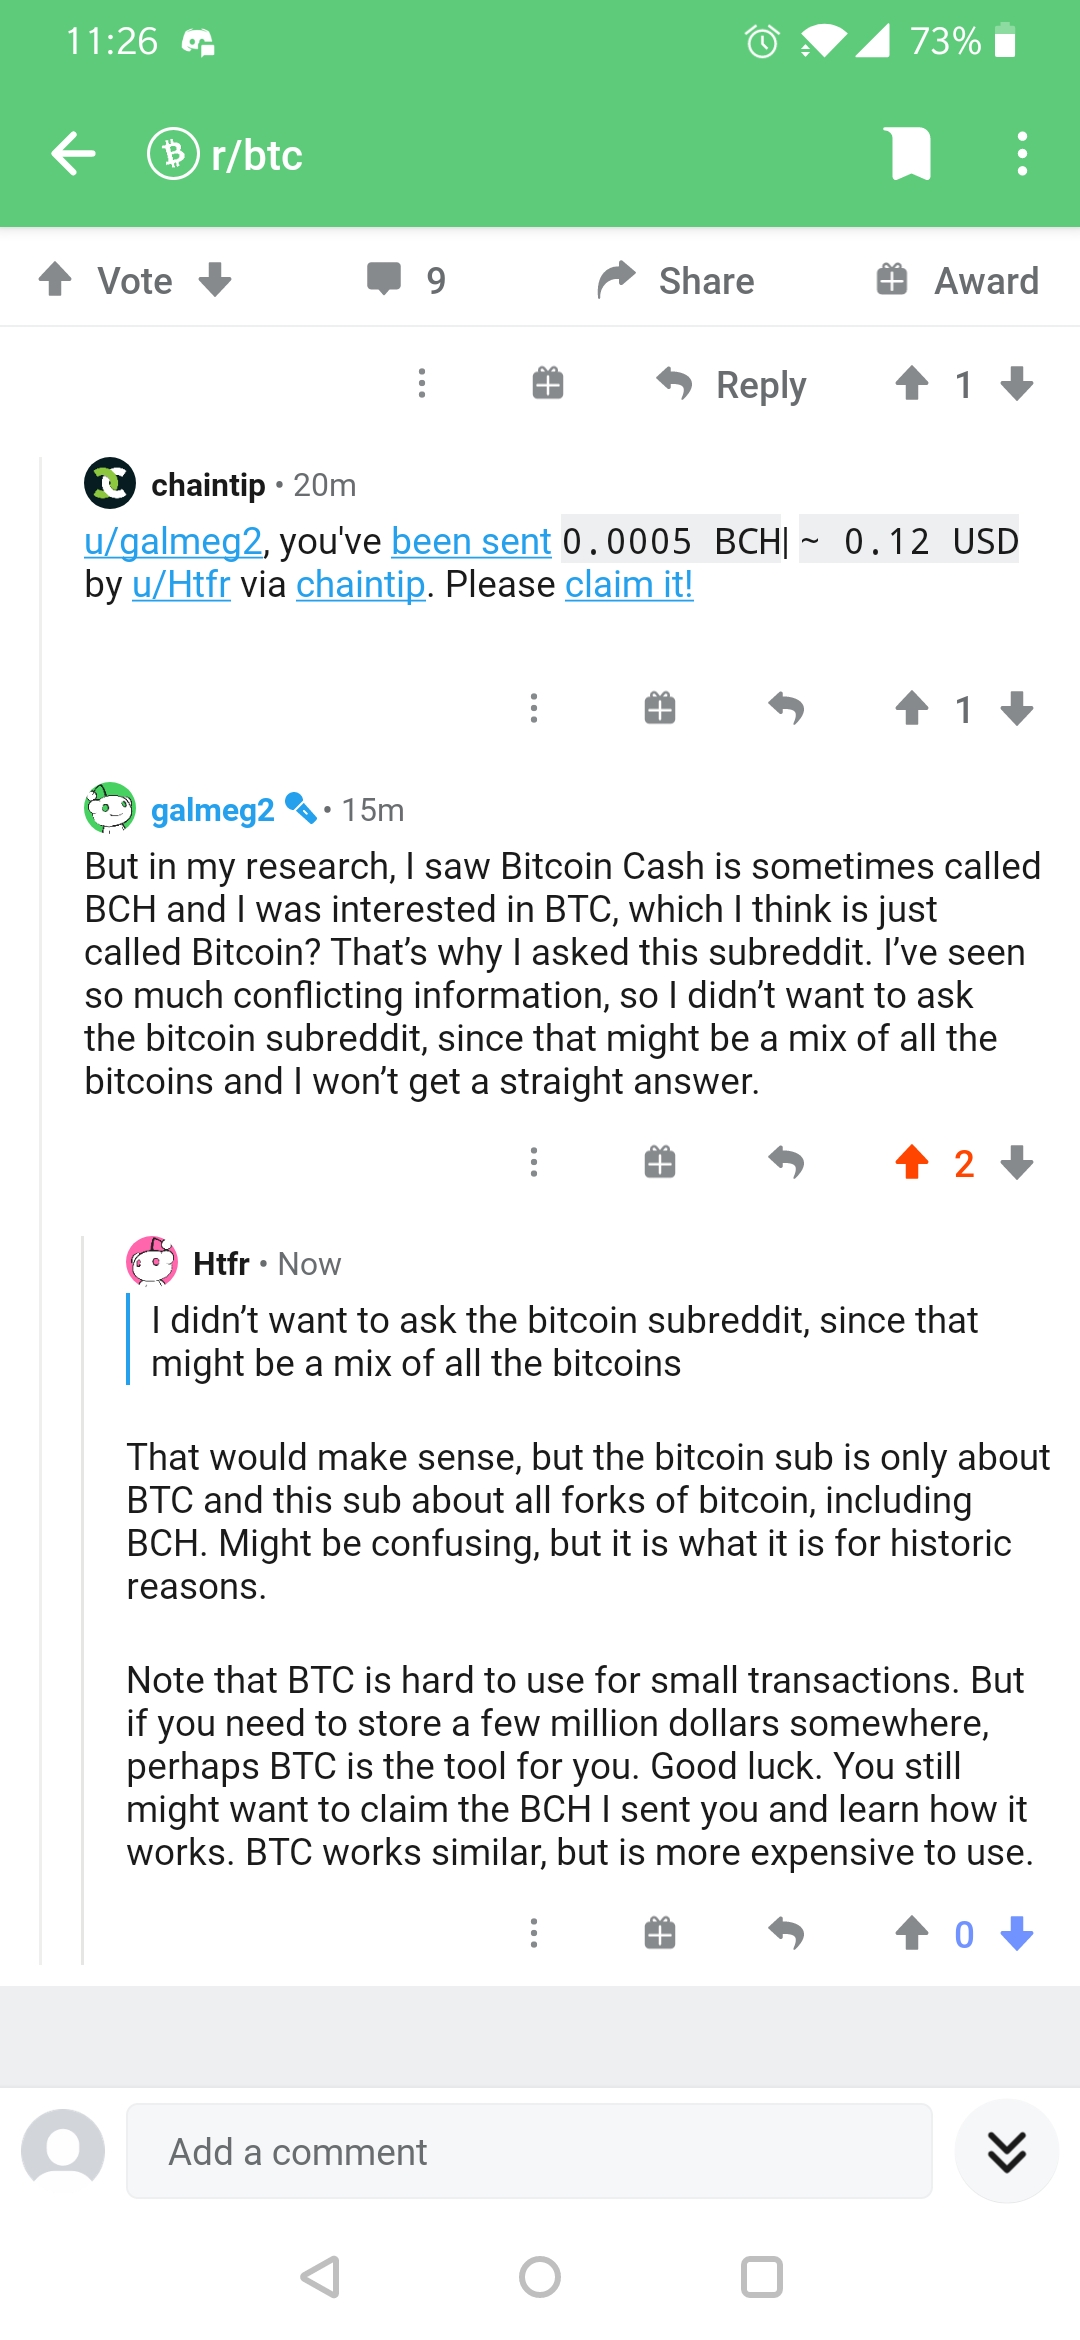 11:26
73%
r/btc
Vote
9
Share
Award
Reply
1
chaintip • 20m
u/galmeg2, you've been sent 0.0005 BCH| ~ 0.12 USD
by u/Htfr via chaintip. Please claim it!
1
galmeg2 • 15m
But in my research, I saw Bitcoin Cash is sometimes called
BCH and I was interested in BTC, which I think is just
called Bitcoin? That’s why I asked this subreddit. I’ve seen
so much conflicting information, so I didn’t want to ask
the bitcoin subreddit, since that might be a mix of all the
bitcoins and I won’t get a straight answer.
2
Htfr • Now
I didn’t want to ask the bitcoin subreddit, since that
might be a mix of all the bitcoins
That would make sense, but the bitcoin sub is only about
BTC and this sub about all forks of bitcoin, including
BCH. Might be confusing, but it is what it is for historic
reasons.
Note that BTC is hard to use for small transactions. But
if you need to store a few million dollars somewhere,
perhaps BTC is the tool for you. Good luck. You still
might want to claim the BCH I sent you and learn how it
works. BTC works similar, but is more expensive to use.
0
Add a comment